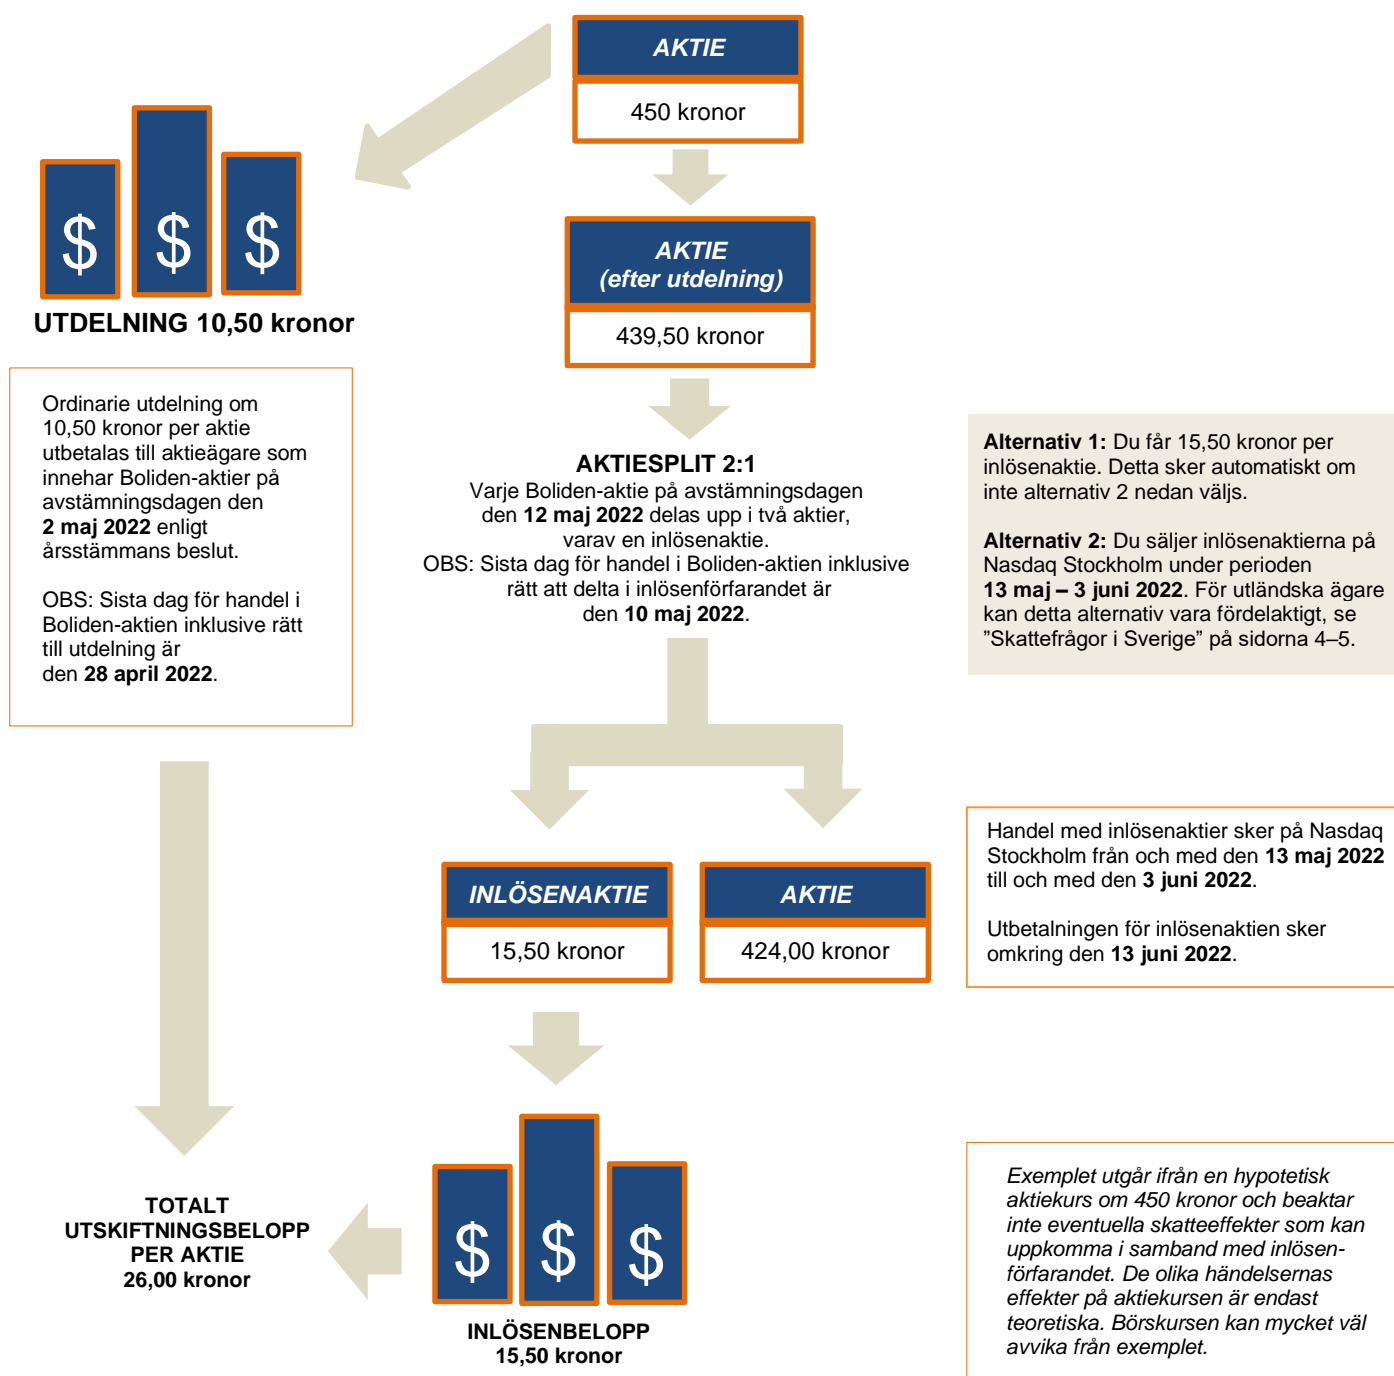 AKTIE
450 kronor
$ $ $
UTDELNING 10,50 kronor
AKTIE
(efter utdelning)
439,50 kronor
Ordinarie utdelning om
10,50 kronor per aktie
utbetalas till aktieägare som
innehar Boliden-aktier på
avstämningsdagen den
2 maj 2022 enligt
årsstämmans beslut.
OBS: Sista dag för handel i
Boliden-aktien inklusive rätt
till utdelning är
den 28 april 2022.
AKTIESPLIT 2:1
Varje Boliden-aktie på avstämningsdagen
den 12 maj 2022 delas upp i två aktier,
varav en inlösenaktie.
OBS: Sista dag för handel i Boliden-aktien inklusive
rätt att delta i inlösenförfarandet är
den 10 maj 2022.
Alternativ 1: Du får 15,50 kronor per
inlösenaktie. Detta sker automatiskt om
inte alternativ 2 nedan väljs.
Alternativ 2: Du säljer inlösenaktierna på
Nasdaq Stockholm under perioden
13 maj – 3 juni 2022. För utländska ägare
kan detta alternativ vara fördelaktigt, se
”Skattefrågor i Sverige” på sidorna 4–5.
INLÖSENAKTIE
15,50 kronor
AKTIE
424,00 kronor
Handel med inlösenaktier sker på Nasdaq
Stockholm från och med den 13 maj 2022
till och med den 3 juni 2022.
Utbetalningen för inlösenaktien sker
omkring den 13 juni 2022.
TOTALT
UTSKIFTNINGSBELOPP
PER AKTIE
26,00 kronor
$ $ $
INLÖSENBELOPP
15,50 kronor
Exemplet utgår ifrån en hypotetisk
aktiekurs om 450 kronor och beaktar
inte eventuella skatteeffekter som kan
uppkomma i samband med inlösen-
förfarandet. De olika händelsernas
effekter på aktiekursen är endast
teoretiska. Börskursen kan mycket väl
avvika från exemplet.